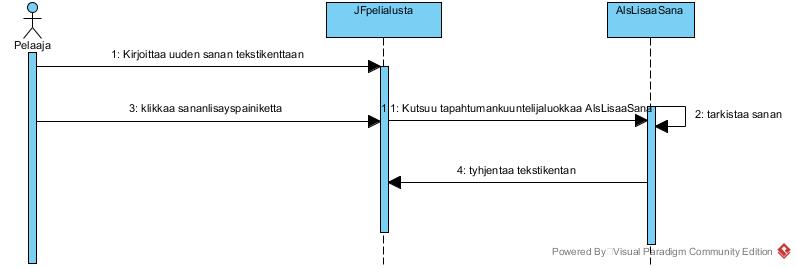 JFpelialusta
AlsLisaaSana
Pelaaja
1: Kirjoittaa uuden sanan tekstikenttaan
3: klikkaa sananlisayspainiketta
1.1: Kutsuu tapahtumankuuntelijaluokkaa AlsLisaaSana
2: tarkistaa sanan
4: tyhjentaa tekstikentan
Powered By Visual Paradigm Community Edition